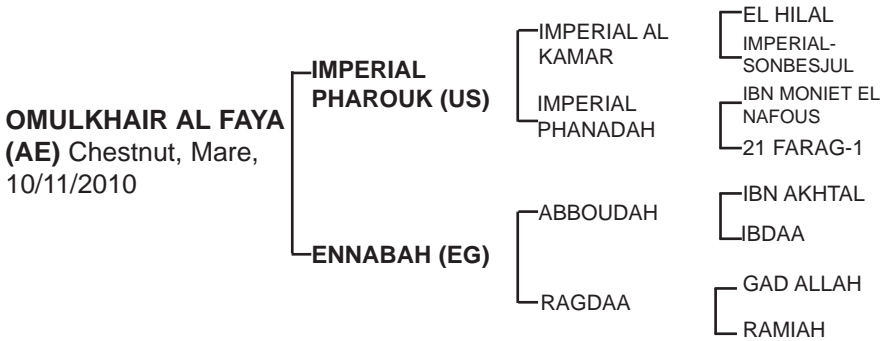 OMULKHAIR AL FAYA
(AE) Chestnut, Mare,
10/11/2010
IMPERIAL
PHAROUK (US)
ENNABAH (EG)
IMPERIAL AL
KAMAR
IMPERIAL
PHANADAH
ABBOUDAH
RAGDAA
EL HILAL
IMPERIAL-
SONBESJUL
IBN MONIET EL
NAFOUS
21 FARAG-1
IBN AKHTAL
IBDAA
GAD ALLAH
RAMIAH